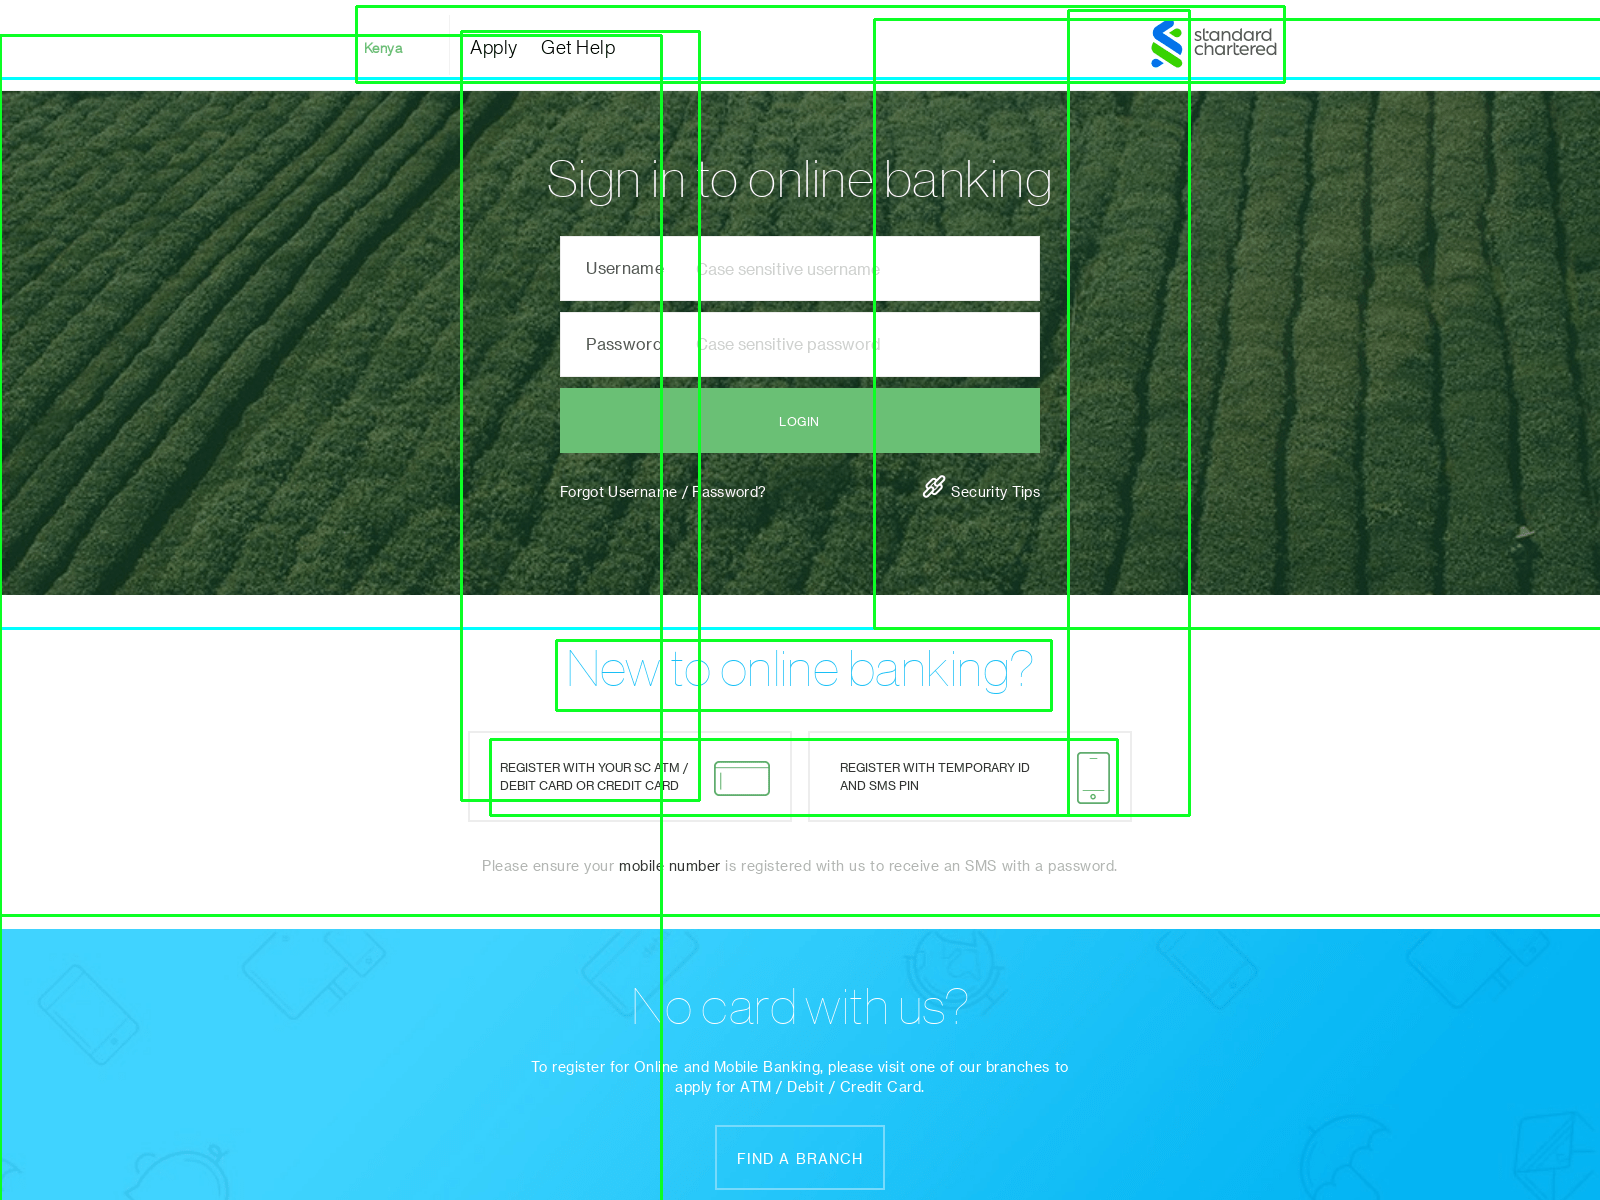 Kenya
Apply
Get Help
standard
chartered
Sign in to online banking
Username
Case sensitive username
Password
Case sensitive password
LOGIN
Forgot Username / Password?
Security Tips
New to online banking?
REGISTER WITH YOUR SC ATM /
DEBIT CARD OR CREDIT CARD
REGISTER WITH TEMPORARY ID
AND SMS PIN
Please ensure your mobile number is registered with us to receive an SMS with a password.
No card with us?
To register for Online and Mobile Banking, please visit one of our branches to
apply for ATM / Debit / Credit Card.
FIND A BRANCH